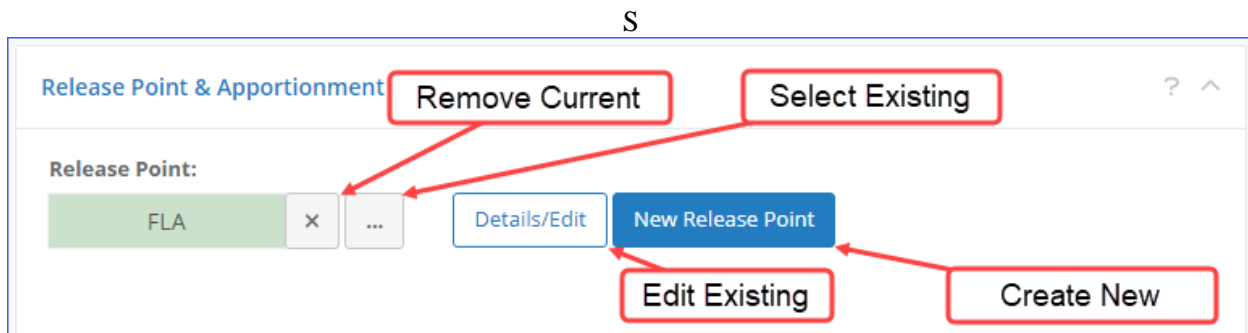 S
Release Point & Apportionment
Remove Current
Select Existing
?
Release Point:
FLA
×
...
Details/Edit
New Release Point
Edit Existing
Create New